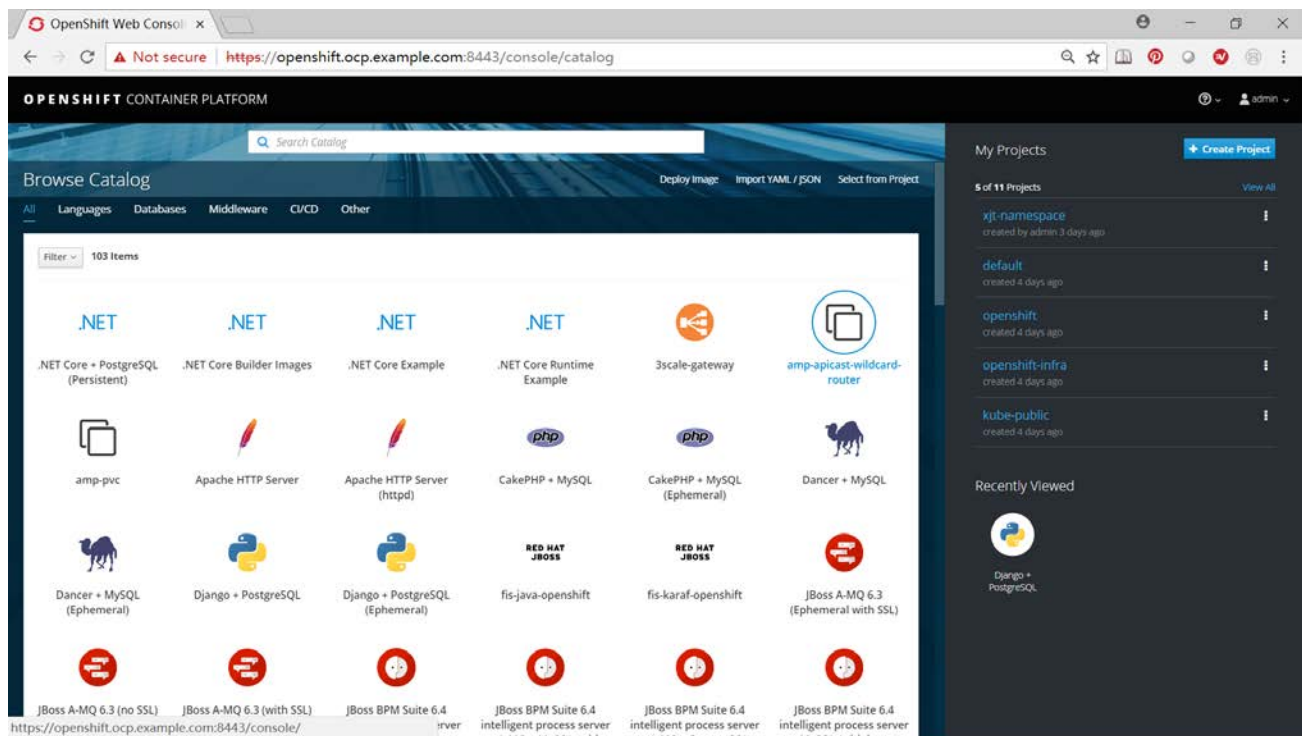 OpenShift Web Consol
Not secure https://openshift.ocp.example.com:8443/console/catalog
OPENSHIFT CONTAINER PLATFORM
admin
Search Catalog
My Projects
+ Create Project
Browse Catalog
Deploy Image Import YAML / JSON Select from Project
5 of 11 Projects
View All
All Languages Databases Middleware CI/CD Other
xjt-namespace
created by admin 3 days ago
Filter 103 Items
default
created 4 days ago
openshift
created 4 days ago
openshift-infra
created 4 days ago
kube-public
created 4 days ago
.NET .NET .NET .NET
.NET Core + PostgreSQL (Persistent)
.NET Core Builder Images
.NET Core Example
.NET Core Runtime Example
3scale-gateway
amp-apicast-wildcard-router
php php
amp-pvc
Apache HTTP Server
Apache HTTP Server (httpd)
CakePHP + MySQL
CakePHP + MySQL (Ephemeral)
Dancer + MySQL
Recently Viewed
Django + PostgreSQL
RED HAT JBOSS
RED HAT JBOSS
Dancer + MySQL (Ephemeral)
Django + PostgreSQL
Django + PostgreSQL (Ephemeral)
fis-java-openshift
fis-karaf-openshift
JBoss A-MQ 6.3 (Ephemeral with SSL)
JBoss A-MQ 6.3 (no SSL)
JBoss A-MQ 6.3 (with SSL)
JBoss BPM Suite 6.4
JBoss BPM Suite 6.4 intelligent process server
JBoss BPM Suite 6.4 intelligent process server
JBoss BPM Suite 6.4 intelligent process server
https://openshift.ocp.example.com:8443/console/